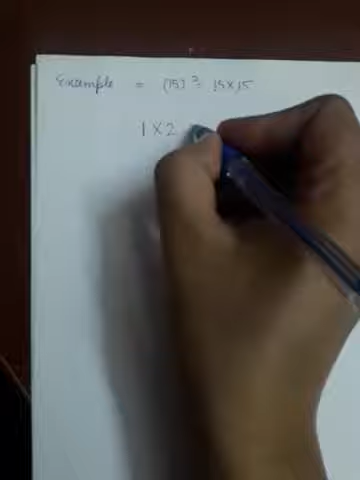 Example = (15)² = 15×15
1×2